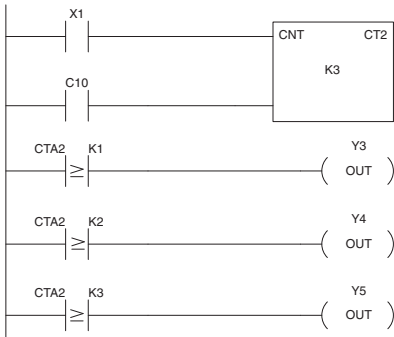 X1
CNT CT2
K3
C10
CTA2 ≥ K1 Y3
OUT
CTA2 ≥ K2 Y4
OUT
CTA2 ≥ K3 Y5
OUT